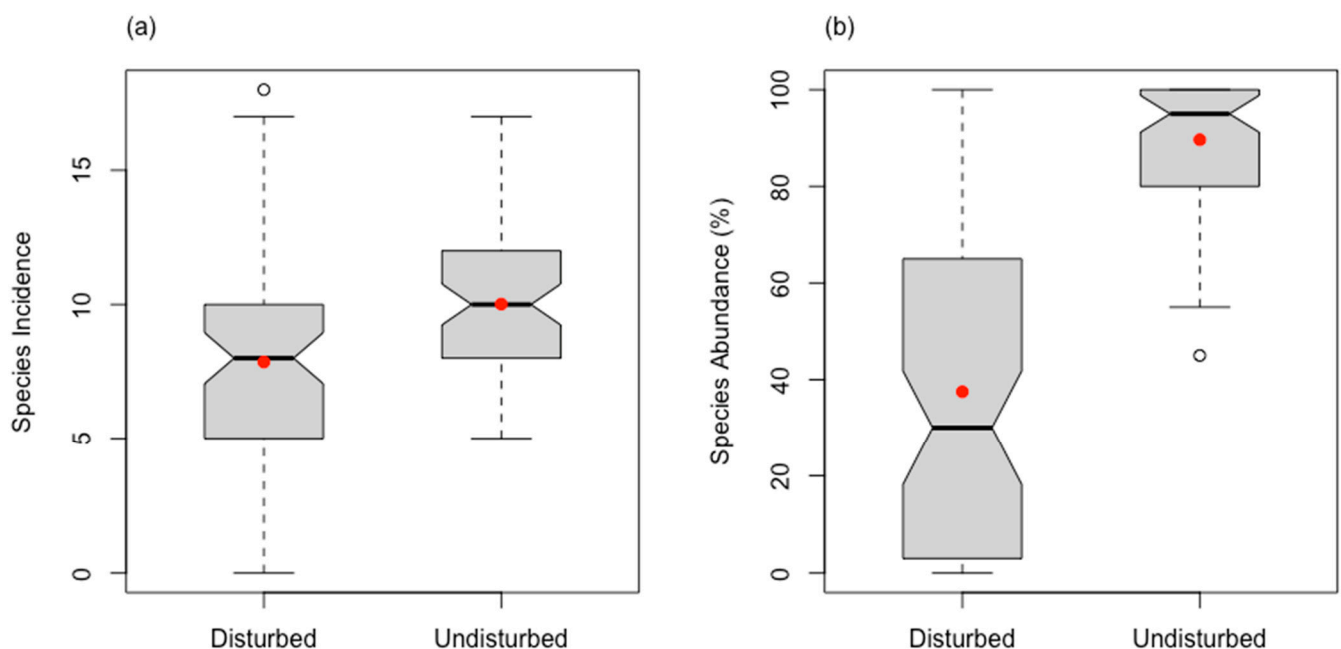 (a)
Species Incidence
15
10
5
0
Disturbed
Undisturbed
(b)
Species Abundance (%)
100
80
60
40
20
0
Disturbed
Undisturbed